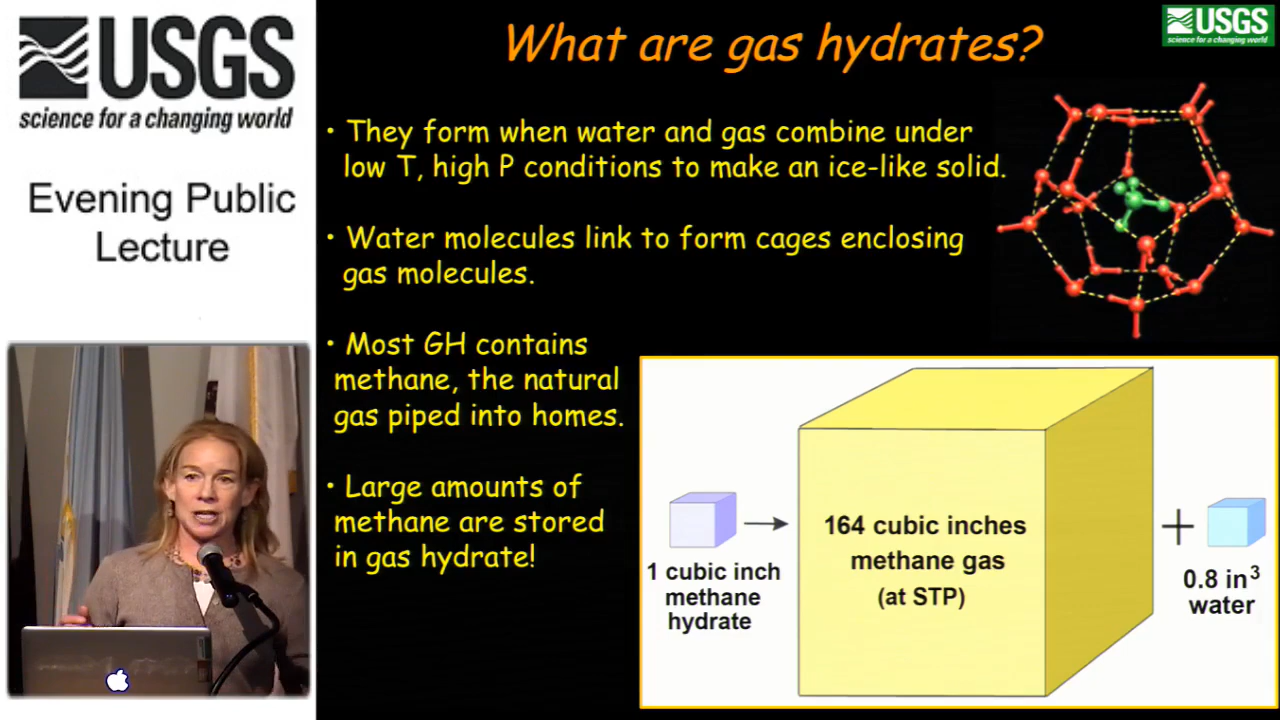 USGS
science for a changing world
Evening Public
Lecture
What are gas hydrates?
USGS
science for a changing world
• They form when water and gas combine under
low T, high P conditions to make an ice-like solid.
• Water molecules link to form cages enclosing
gas molecules.
• Most GH contains
methane, the natural
gas piped into homes.
• Large amounts of
methane are stored
in gas hydrate!
1 cubic inch
methane
hydrate
164 cubic inches
methane gas
(at STP)
+
0.8 in³
water